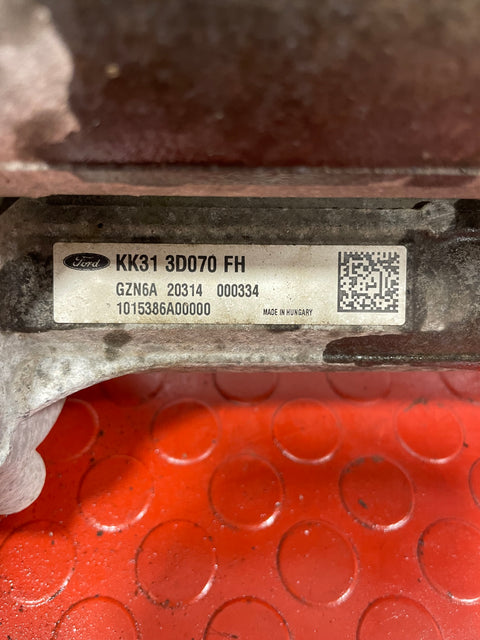 Ford KK31 3D070 FH
GZN6A 20314 000334
1015386A00000 MADE IN HUNGARY